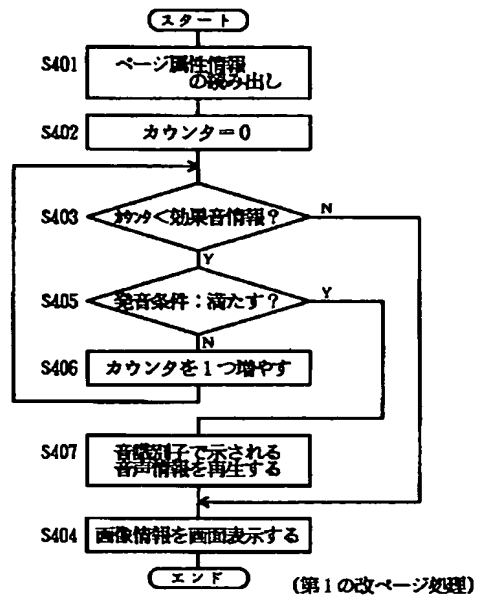 スタート
S401
ページ属性情報
の読み出し
S402
カウンタ=0
S403
カウンタ<効果音情報?
N
Y
S405
発音条件:満たす?
Y
N
S406
カウンタを1つ増やす
S407
音識別子で示される
音声情報を再生する
S404
画像情報を画面表示する
エンド
(第1の改ページ処理)